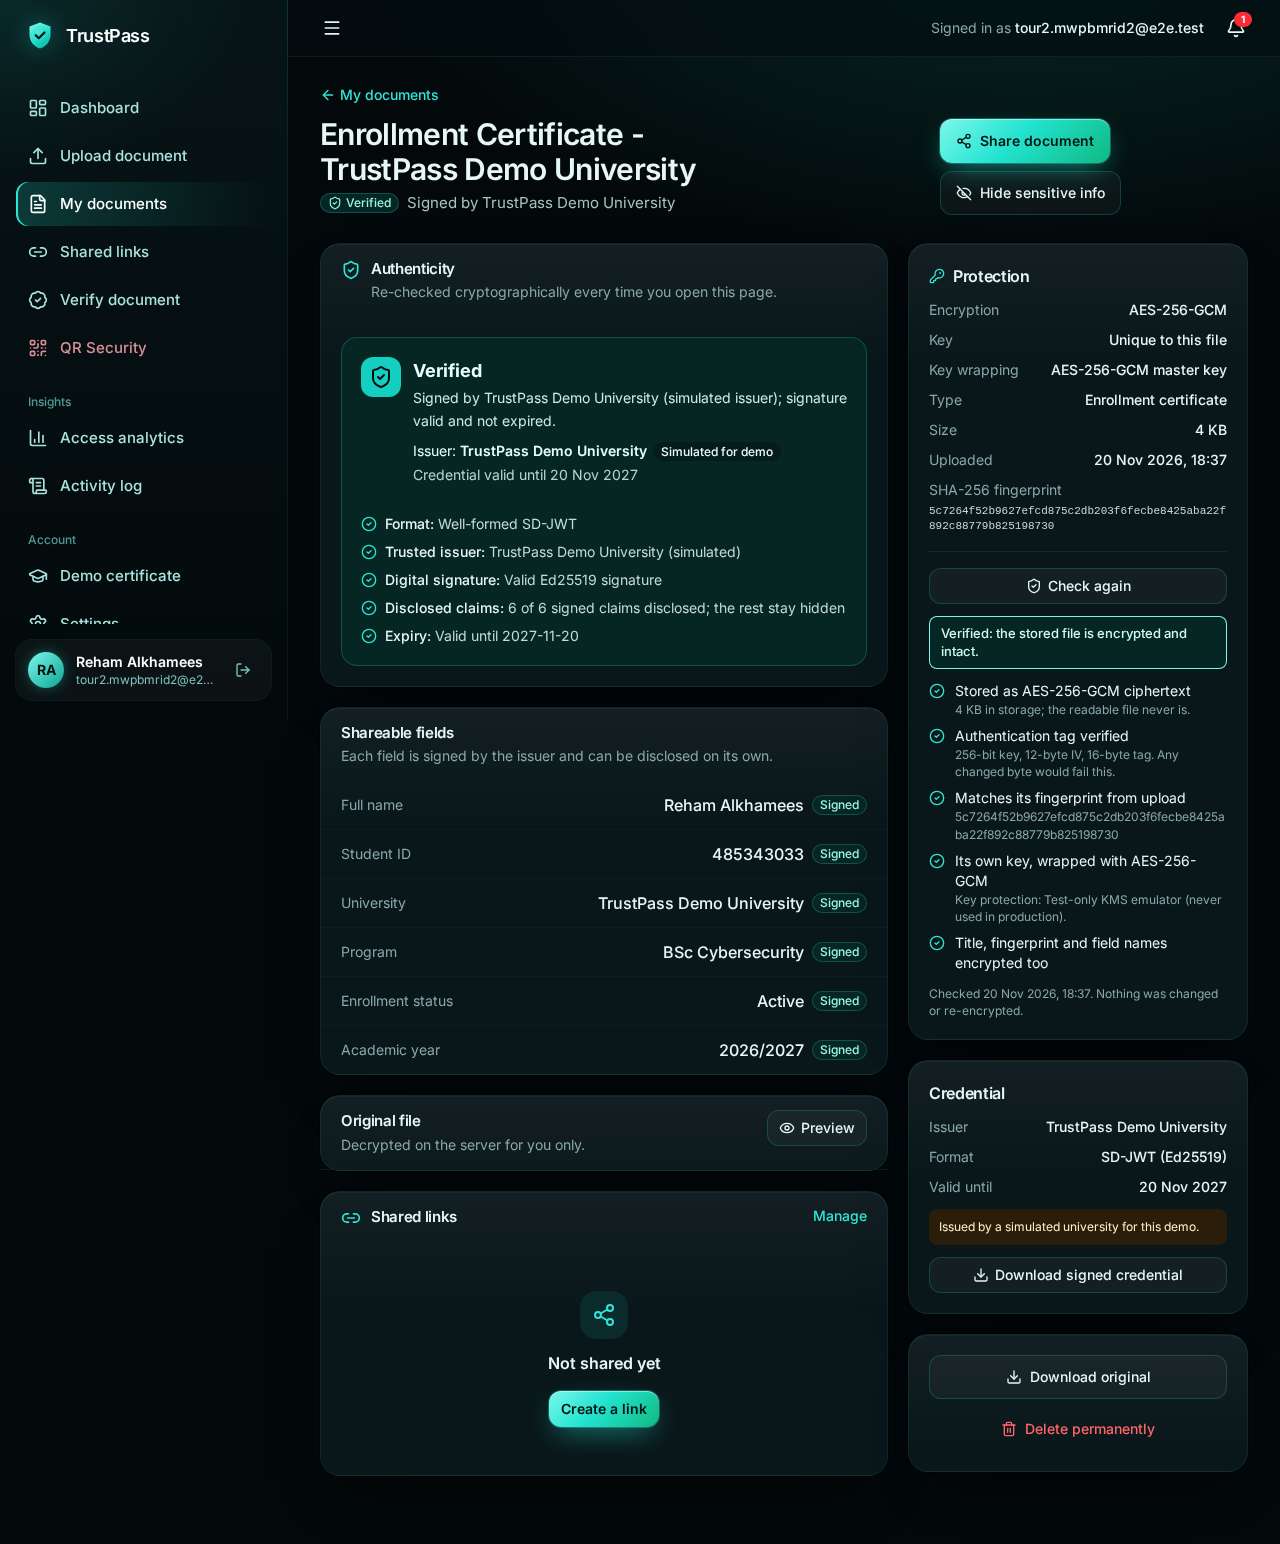 TrustPass
Dashboard
Upload document
My documents
Shared links
Verify document
QR Security
Insights
Access analytics
Activity log
Account
Demo certificate
Settings
RA
Reham Alkhamees
tour2.mwpbmrid2@e2...
Signed in as tour2.mwpbmrid2@e2e.test
1
My documents
Enrollment Certificate -
TrustPass Demo University
Verified
Signed by TrustPass Demo University
Share document
Hide sensitive info
Authenticity
Re-checked cryptographically every time you open this page.
Verified
Signed by TrustPass Demo University (simulated issuer); signature
valid and not expired.
Issuer: TrustPass Demo University Simulated for demo
Credential valid until 20 Nov 2027
Format: Well-formed SD-JWT
Trusted issuer: TrustPass Demo University (simulated)
Digital signature: Valid Ed25519 signature
Disclosed claims: 6 of 6 signed claims disclosed; the rest stay hidden
Expiry: Valid until 2027-11-20
Shareable fields
Each field is signed by the issuer and can be disclosed on its own.
Full name Reham Alkhamees Signed
Student ID 485343033 Signed
University TrustPass Demo University Signed
Program BSc Cybersecurity Signed
Enrollment status Active Signed
Academic year 2026/2027 Signed
Original file
Decrypted on the server for you only.
Preview
Shared links
Manage
Not shared yet
Create a link
Protection
Encryption AES-256-GCM
Key Unique to this file
Key wrapping AES-256-GCM master key
Type Enrollment certificate
Size 4 KB
Uploaded 20 Nov 2026, 18:37
SHA-256 fingerprint
5c7264f52b9627efcd875c2db203f6fecbe8425aba22f
892c88779b825198730
Check again
Verified: the stored file is encrypted and
intact.
Stored as AES-256-GCM ciphertext
4 KB in storage; the readable file never is.
Authentication tag verified
256-bit key, 12-byte IV, 16-byte tag. Any
changed byte would fail this.
Matches its fingerprint from upload
5c7264f52b9627efcd875c2db203f6fecbe8425a
ba22f892c88779b825198730
Its own key, wrapped with AES-256-
GCM
Key protection: Test-only KMS emulator (never
used in production).
Title, fingerprint and field names
encrypted too
Checked 20 Nov 2026, 18:37. Nothing was changed
or re-encrypted.
Credential
Issuer TrustPass Demo University
Format SD-JWT (Ed25519)
Valid until 20 Nov 2027
Issued by a simulated university for this demo.
Download signed credential
Download original
Delete permanently